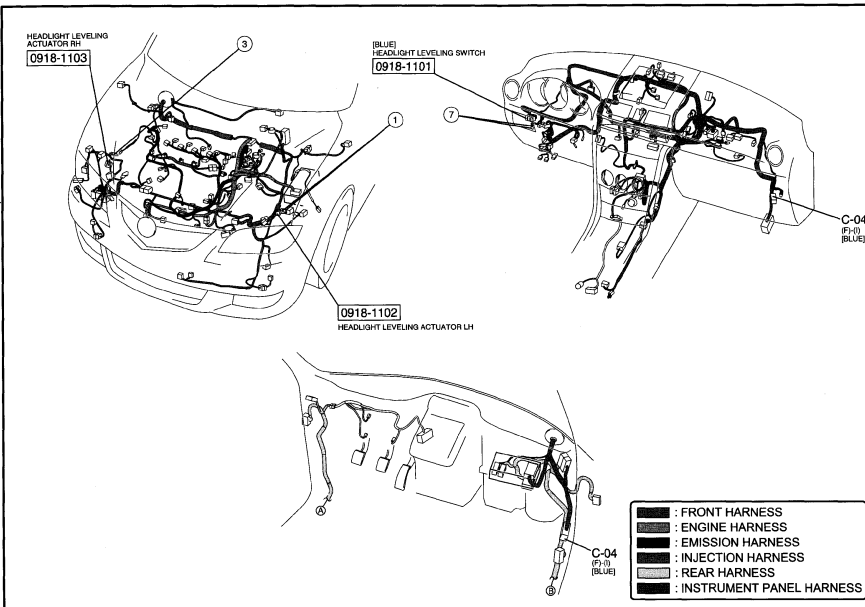 HEADLIGHT LEVELING
ACTUATOR RH
0918-1103
3
[BLUE]
HEADLIGHT LEVELING SWITCH
0918-1101
7
1
C-04
(F)-(I)
[BLUE]
0918-1102
HEADLIGHT LEVELING ACTUATOR LH
A
C-04
(F)-(I)
[BLUE]
B
: FRONT HARNESS
: ENGINE HARNESS
: EMISSION HARNESS
: INJECTION HARNESS
: REAR HARNESS
: INSTRUMENT PANEL HARNESS